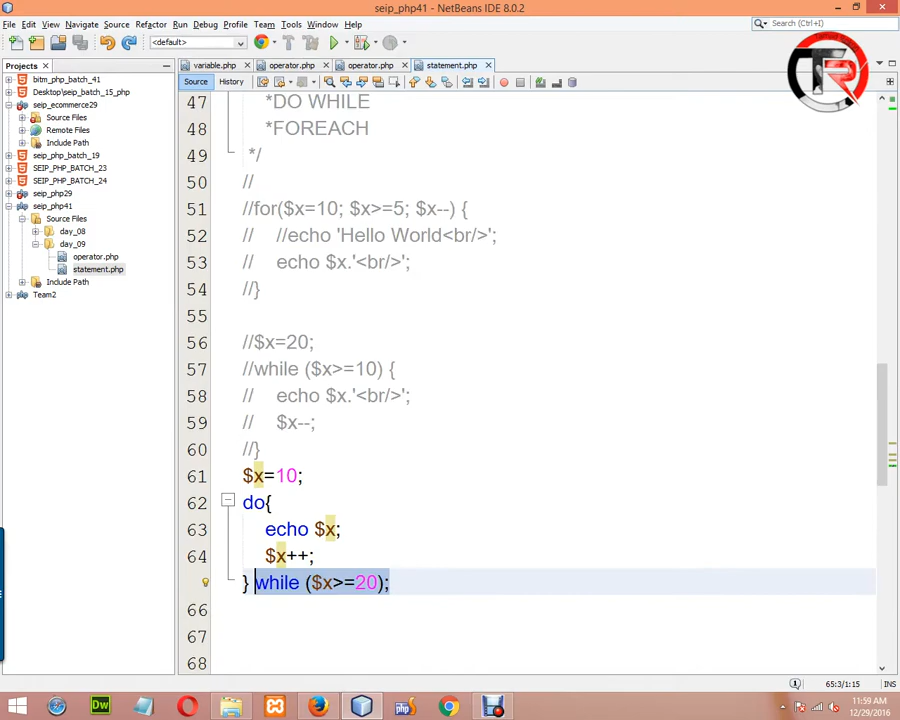 seip_php41 - NetBeans IDE 8.0.2
File Edit View Navigate Source Refactor Run Debug Profile Team Tools Window Help
Search (Ctrl+I)
<default>
Projects
variable.php operator.php operator.php statement.php
Source History
bitm_php_batch_41
Desktop\seip_batch_15_php
seip_ecommerce29
Source Files
Remote Files
Include Path
seip_php_batch_19
SEIP_PHP_BATCH_23
SEIP_PHP_BATCH_24
seip_php29
seip_php41
Source Files
day_08
day_09
operator.php
statement.php
Include Path
Team2
47 *DO WHILE
48 *FOREACH
49 */
50 //
51 //for($x=10; $x>=5; $x--) {
52 // //echo 'Hello World<br/>';
53 // echo $x.'<br/>';
54 //}
55
56 //$x=20;
57 //while ($x>=10) {
58 // echo $x.'<br/>';
59 // $x--;
60 //}
61 $x=10;
62 do{
63 echo $x;
64 $x++;
} while ($x>=20);
66
67
68
65:3/1:15 INS
Dw
php
11:59 AM
12/29/2016